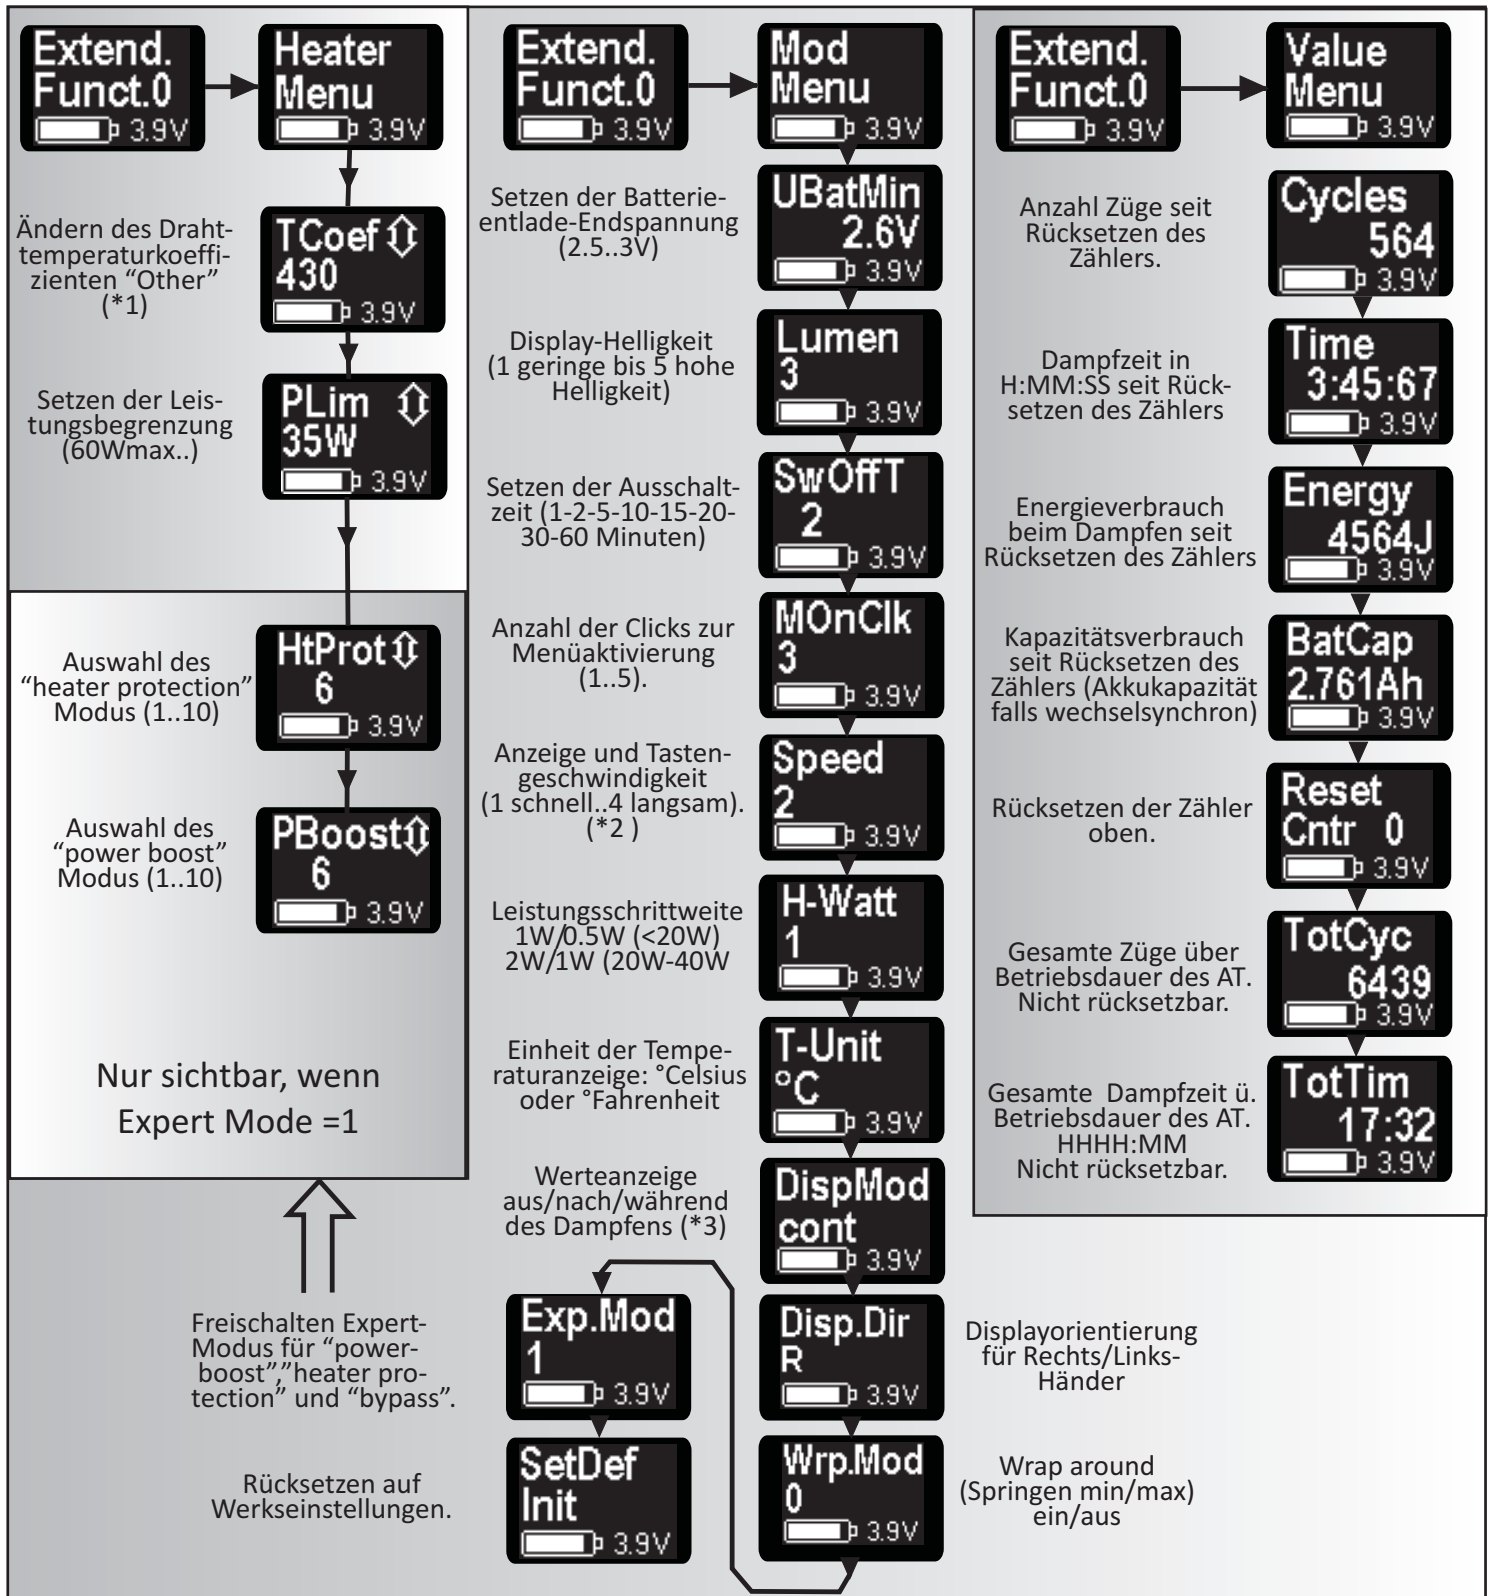 Extend.
Funct.0
3.9V
Heater
Menu
3.9V
Ändern des Draht-
temperaturkoeffi-
zienten “Other”
(*1)
TCoef
430
3.9V
Setzen der Leis-
tungsbegrenzung
(60Wmax..)
PLim
35W
3.9V
Auswahl des
“heater protection”
Modus (1..10)
HtProt
6
3.9V
Auswahl des
“power boost”
Modus (1..10)
PBoost
6
3.9V
Nur sichtbar, wenn
Expert Mode =1
Freischalten Expert-
Modus für “power-
boost”,”heater pro-
tection” und “bypass”.
Extend.
Funct.0
3.9V
Mod
Menu
3.9V
Setzen der Batterie-
entlade-Endspannung
(2.5..3V)
UBatMin
2.6V
3.9V
Display-Helligkeit
(1 geringe bis 5 hohe
Helligkeit)
Lumen
3
3.9V
Setzen der Ausschalt-
zeit (1-2-5-10-15-20-
30-60 Minuten)
SwOffT
2
3.9V
Anzahl der Clicks zur
Menüaktivierung
(1..5).
MOnClk
3
3.9V
Anzeige und Tasten-
geschwindigkeit
(1 schnell..4 langsam).
(*2 )
Speed
2
3.9V
Leistungsschrittweite
1W/0.5W (<20W)
2W/1W (20W-40W
H-Watt
1
3.9V
Einheit der Tempe-
raturanzeige: °Celsius
oder °Fahrenheit
T-Unit
°C
3.9V
Werteanzeige
aus/nach/während
des Dampfens (*3)
DispMod
cont
3.9V
Disp.Dir
R
3.9V
Displayorientierung
für Rechts/Links-
Händer
Wrp.Mod
0
3.9V
Wrap around
(Springen min/max)
ein/aus
Exp.Mod
1
3.9V
Rücksetzen auf
Werkseinstellungen.
SetDef
Init
3.9V
Extend.
Funct.0
3.9V
Value
Menu
3.9V
Anzahl Züge seit
Rücksetzen des
Zählers.
Cycles
564
3.9V
Dampfzeit in
H:MM:SS seit Rück-
setzen des Zählers
Time
3:45:67
3.9V
Energieverbrauch
beim Dampfen seit
Rücksetzen des Zählers
Energy
4564J
3.9V
Kapazitätsverbrauch
seit Rücksetzen des
Zählers (Akkukapazität
falls wechselsynchron)
BatCap
2.761Ah
3.9V
Rücksetzen der Zähler
oben.
Reset
Cntr 0
3.9V
Gesamte Züge über
Betriebsdauer des AT.
Nicht rücksetzbar.
TotCyc
6439
3.9V
Gesamte Dampfzeit ü.
Betriebsdauer des AT.
HHHH:MM
Nicht rücksetzbar.
TotTim
17:32
3.9V